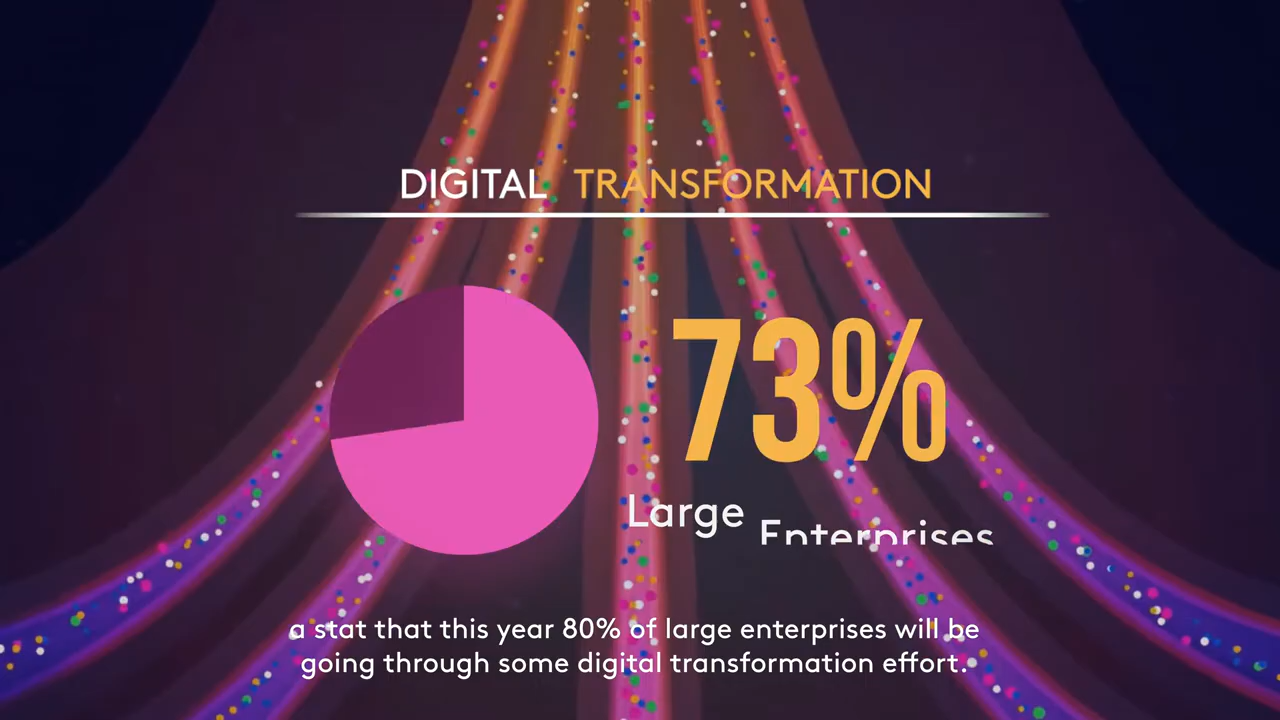 DIGITAL TRANSFORMATION
73%
Large Enterprises
a stat that this year 80% of large enterprises will be
going through some digital transformation effort.